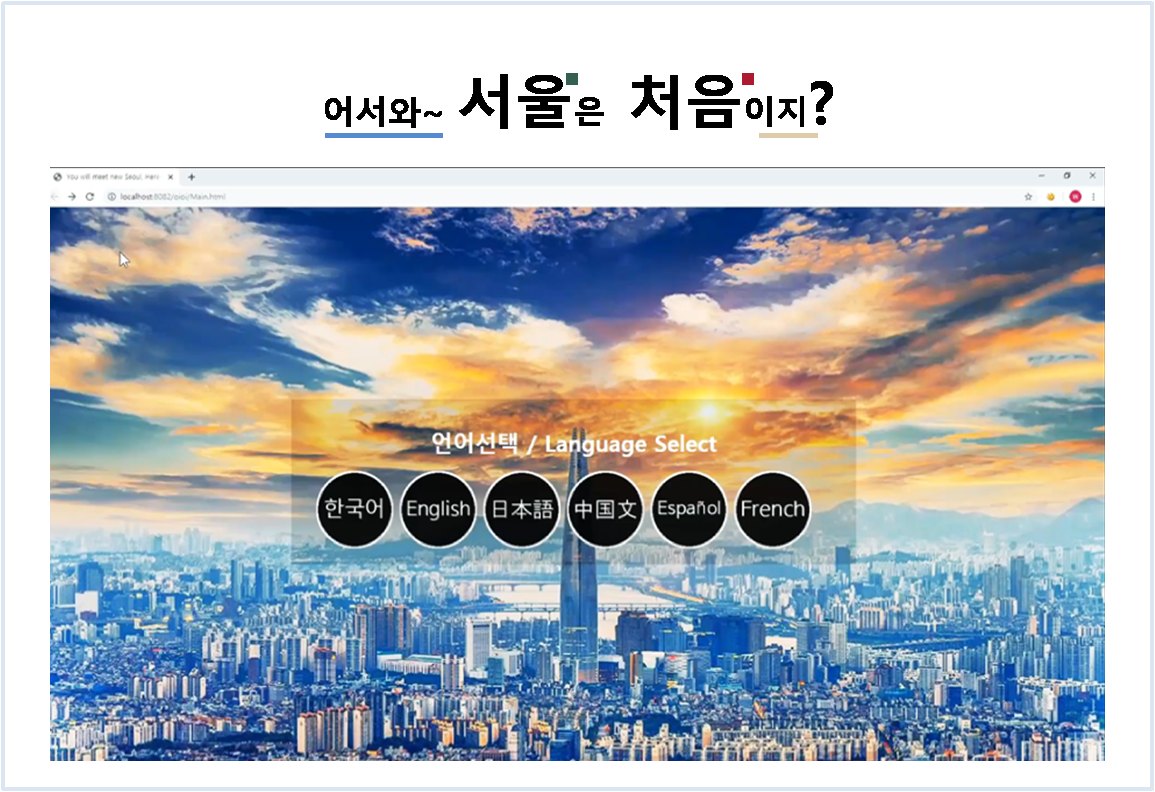 어서와~ 서울은 처음이지?
You will meet new Seoul, Here
localhost:8082/oioi/Main.html
언어선택 / Language Select
한국어 English 日本語 中国文 Español French